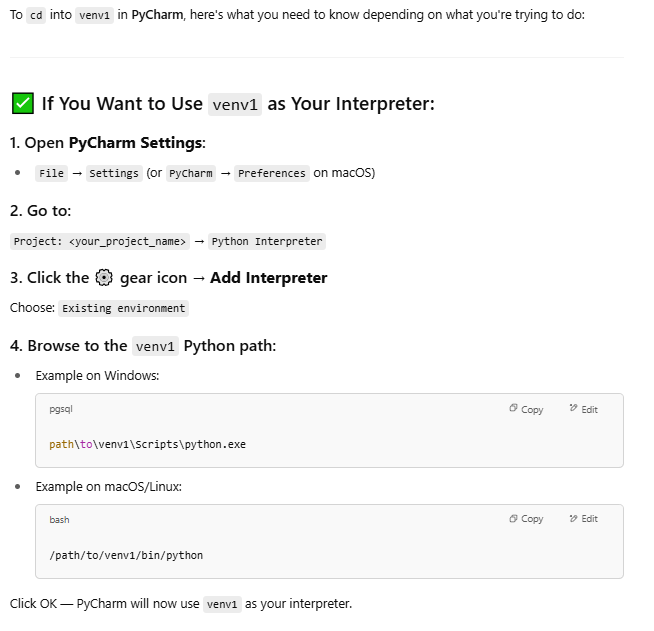 To cd into venv1 in PyCharm, here's what you need to know depending on what you're trying to do:
✅ If You Want to Use venv1 as Your Interpreter:
1. Open PyCharm Settings:
• File → Settings (or PyCharm → Preferences on macOS)
2. Go to:
Project: <your_project_name> → Python Interpreter
3. Click the ⚙️ gear icon → Add Interpreter
Choose: Existing environment
4. Browse to the venv1 Python path:
• Example on Windows:
pgsql Copy Edit
path\to\venv1\Scripts\python.exe
• Example on macOS/Linux:
bash Copy Edit
/path/to/venv1/bin/python
Click OK — PyCharm will now use venv1 as your interpreter.